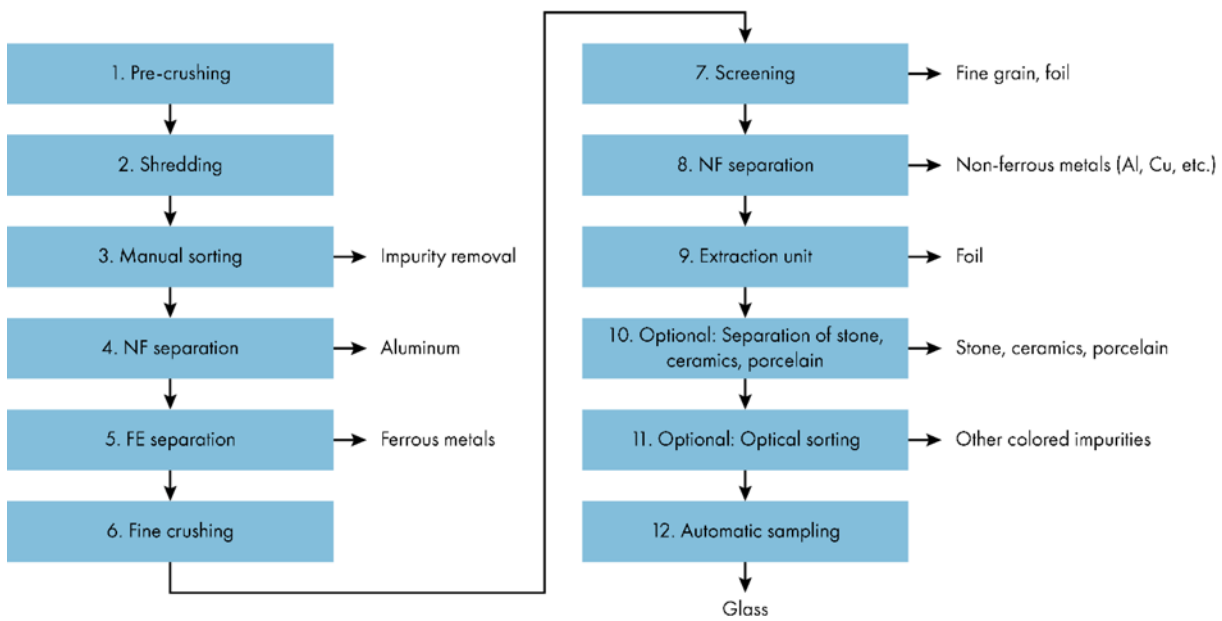 1. Pre-crushing
2. Shredding
3. Manual sorting
Impurity removal
4. NF separation
Aluminum
5. FE separation
Ferrous metals
6. Fine crushing
7. Screening
Fine grain, foil
8. NF separation
Non-ferrous metals (Al, Cu, etc.)
9. Extraction unit
Foil
10. Optional: Separation of stone,
ceramics, porcelain
Stone, ceramics, porcelain
11. Optional: Optical sorting
Other colored impurities
12. Automatic sampling
Glass